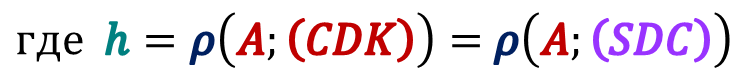 где h = ρ(A; (CDK)) = ρ(A; (SDC))